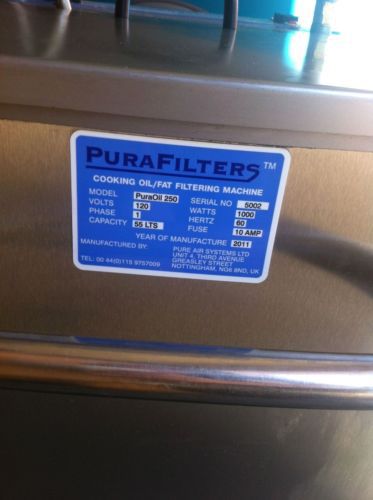 PURAFILTERS™
COOKING OIL/FAT FILTERING MACHINE
MODEL PuraOil 250 SERIAL NO 5002
VOLTS 120 WATTS 1000
PHASE 1 HERTZ 60
CAPACITY 55 LTS FUSE 10 AMP
YEAR OF MANUFACTURE 2011
MANUFACTURED BY: PURE AIR SYSTEMS LTD
UNIT 4, THIRD AVENUE
GREASLEY STREET
TEL: 00 44(0)115 9757009 NOTTINGHAM, NG6 8ND, UK